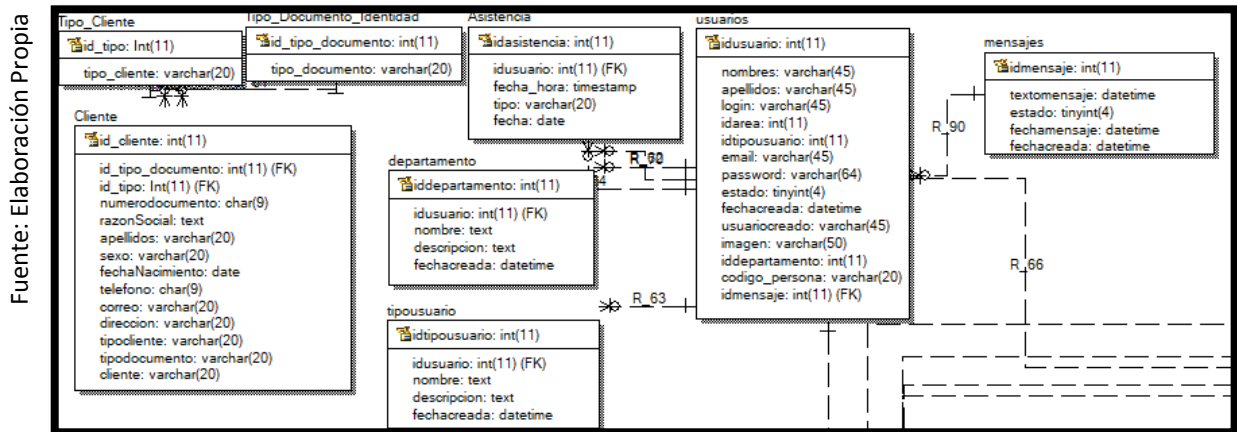 Fuente: Elaboración Propia
Tipo_Cliente
id_tipo: Int(11)
tipo_cliente: varchar(20)
Tipo_Documento_Identidad
id_tipo_documento: int(11)
tipo_documento: varchar(20)
Asistencia
idasistencia: int(11)
idusuario: int(11) (FK)
fecha_hora: timestamp
tipo: varchar(20)
fecha: date
usuarios
idusuario: int(11)
nombres: varchar(45)
apellidos: varchar(45)
login: varchar(45)
idarea: int(11)
idtipousuario: int(11)
email: varchar(45)
password: varchar(64)
estado: tinyint(4)
fechacreada: datetime
usuariocreado: varchar(45)
imagen: varchar(50)
iddepartamento: int(11)
codigo_persona: varchar(20)
idmensaje: int(11) (FK)
mensajes
idmensaje: int(11)
textomensaje: datetime
estado: tinyint(4)
fechamensaje: datetime
fechacreada: datetime
R_90
Cliente
id_cliente: int(11)
id_tipo_documento: int(11) (FK)
id_tipo: Int(11) (FK)
numerodocumento: char(9)
razonSocial: text
apellidos: varchar(20)
sexo: varchar(20)
fechaNacimiento: date
telefono: char(9)
correo: varchar(20)
direccion: varchar(20)
tipocliente: varchar(20)
tipodocumento: varchar(20)
cliente: varchar(20)
departamento
iddepartamento: int(11)
idusuario: int(11) (FK)
nombre: text
descripcion: text
fechacreada: datetime
R_66
R_63
tipousuario
idtipousuario: int(11)
idusuario: int(11) (FK)
nombre: text
descripcion: text
fechacreada: datetime